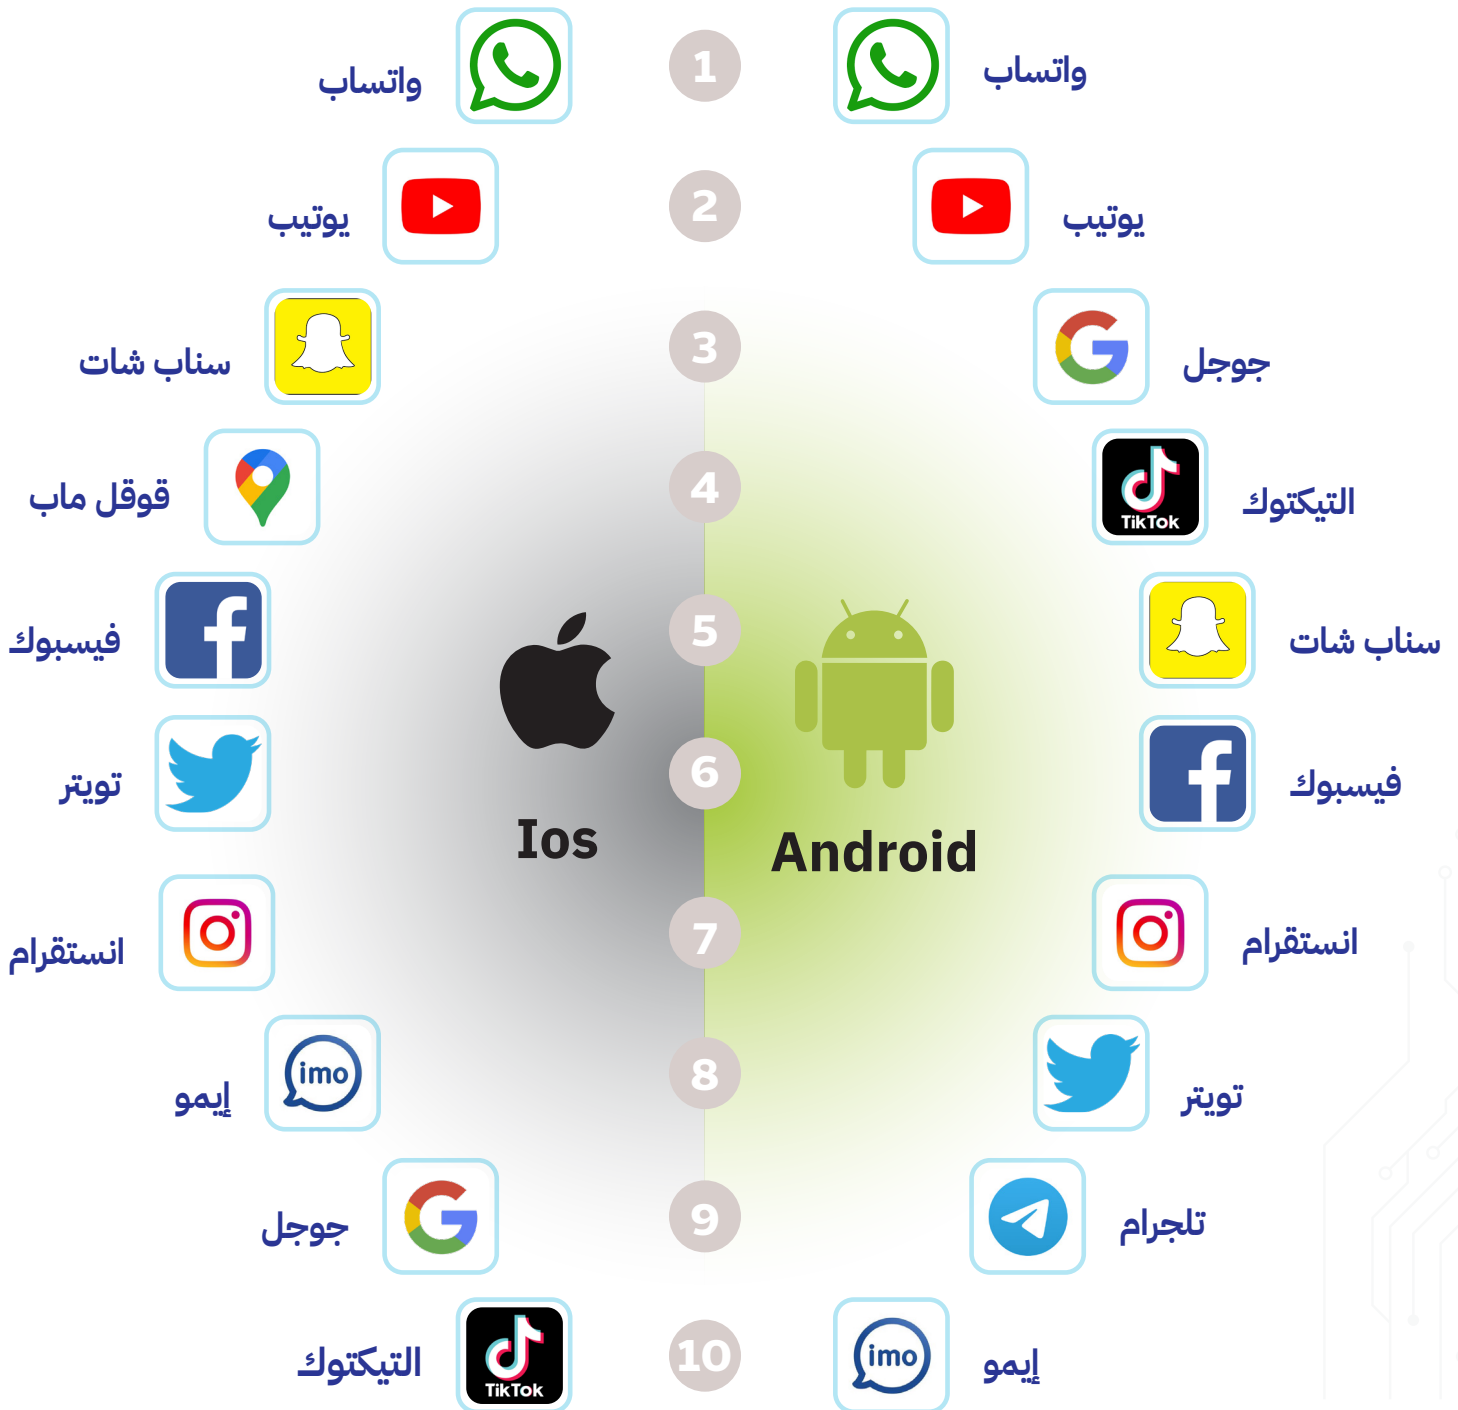 واتساب 1 واتساب
يوتيب 2 يوتيب
سناب شات 3 جوجل
قوقل ماب 4 TikTok التيكتوك
فيسبوك 5 سناب شات
تويتر 6 فيسبوك
Ios Android
انستقرام 7 انستقرام
إيمو imo 8 تويتر
جوجل 9 تلجرام
التيكتوك TikTok 10 imo إيمو